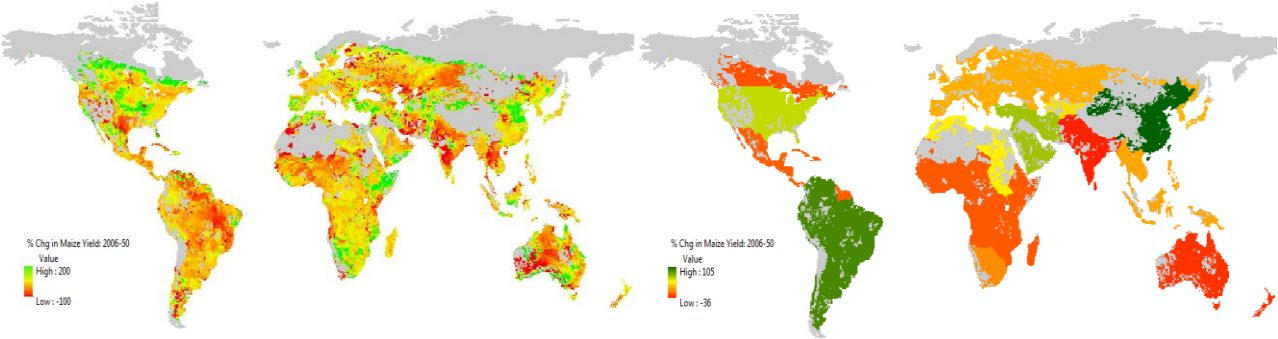 % Chg in Maize Yield: 2006-50
Value
High : 200
Low : -100
% Chg in Maize Yield: 2006-50
Value
High : 105
Low : -36